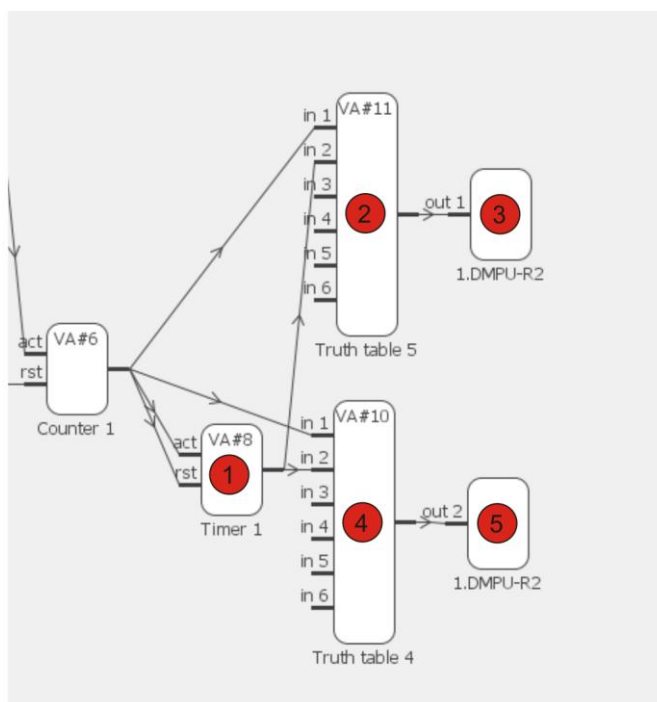 VA#11
in 1
in 2
in 3
in 4
in 5
in 6
2
out 1
3
1.DMPU-R2
Truth table 5
act
rst
VA#6
Counter 1
VA#10
in 1
in 2
in 3
in 4
in 5
in 6
4
out 2
5
1.DMPU-R2
Truth table 4
act
rst
VA#8
1
Timer 1